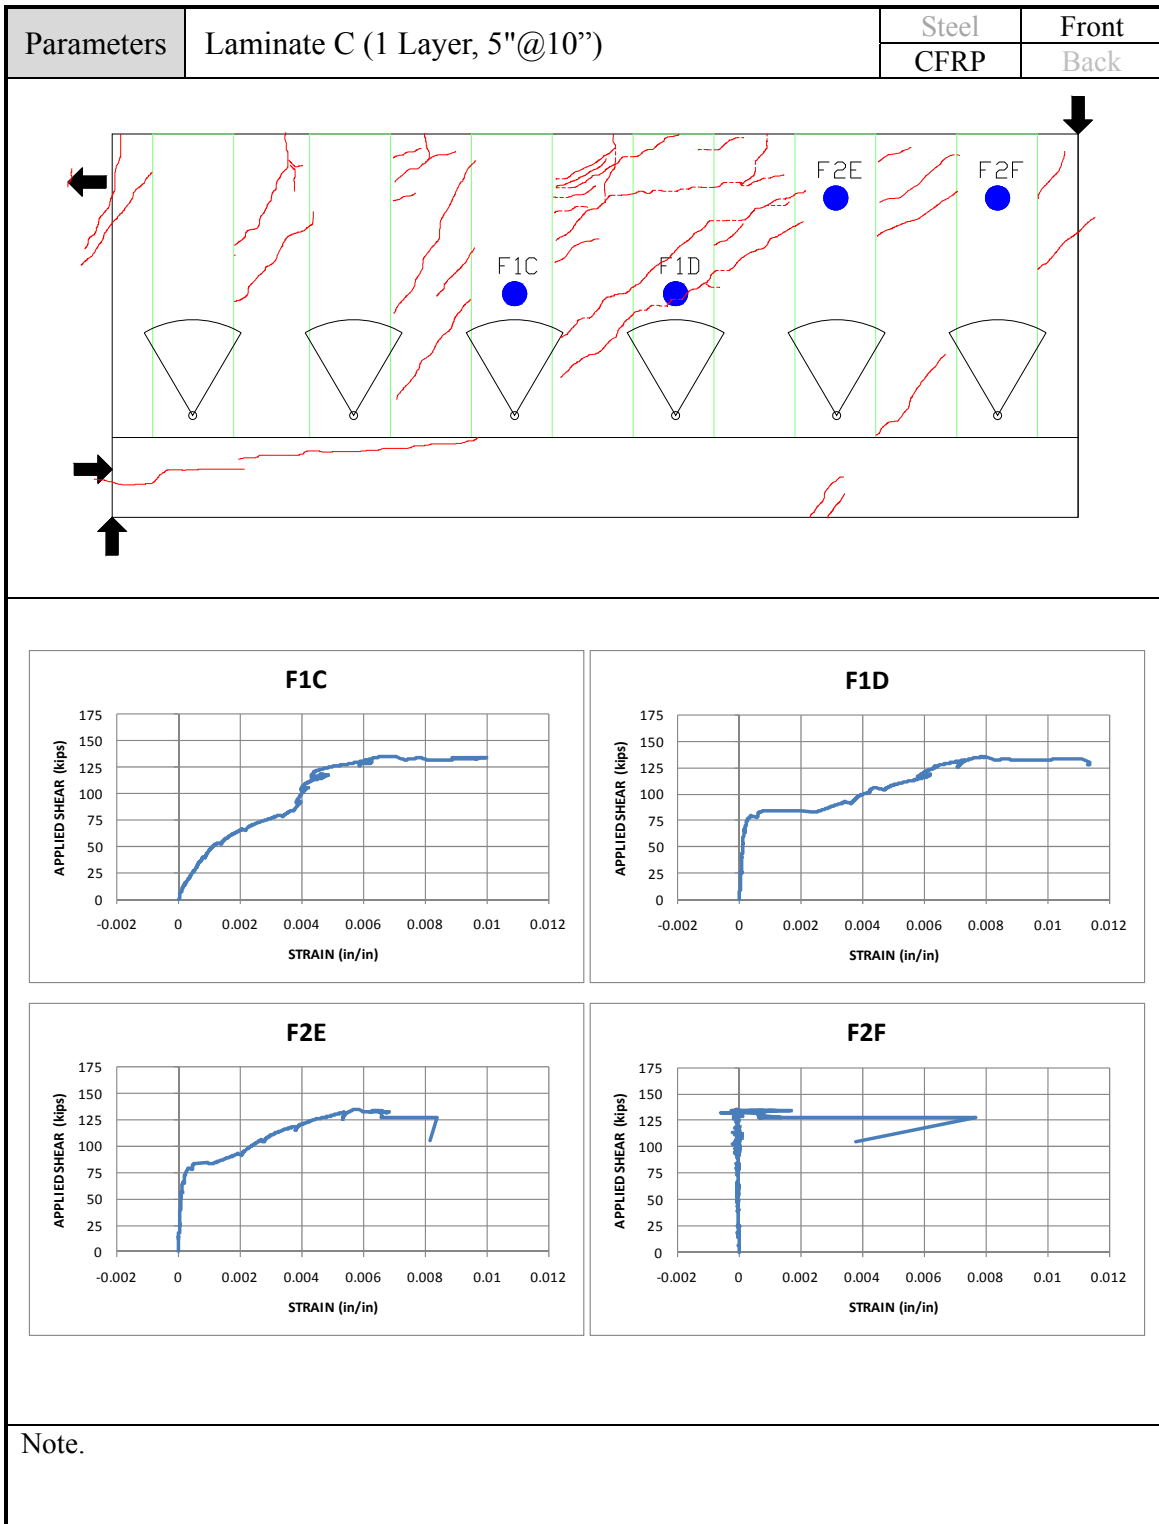 Parameters
Laminate C (1 Layer, 5"@10”)
Steel
Front
CFRP
Back
F2E
F2F
F1C
F1D
F1C
175
150
125
100
75
50
25
0
-0.002 0 0.002 0.004 0.006 0.008 0.01 0.012
APPLIED SHEAR (kips)
STRAIN (in/in)
F1D
175
150
125
100
75
50
25
0
-0.002 0 0.002 0.004 0.006 0.008 0.01 0.012
APPLIED SHEAR (kips)
STRAIN (in/in)
F2E
175
150
125
100
75
50
25
0
-0.002 0 0.002 0.004 0.006 0.008 0.01 0.012
APPLIED SHEAR (kips)
STRAIN (in/in)
F2F
175
150
125
100
75
50
25
0
-0.002 0 0.002 0.004 0.006 0.008 0.01 0.012
APPLIED SHEAR (kips)
STRAIN (in/in)
Note.